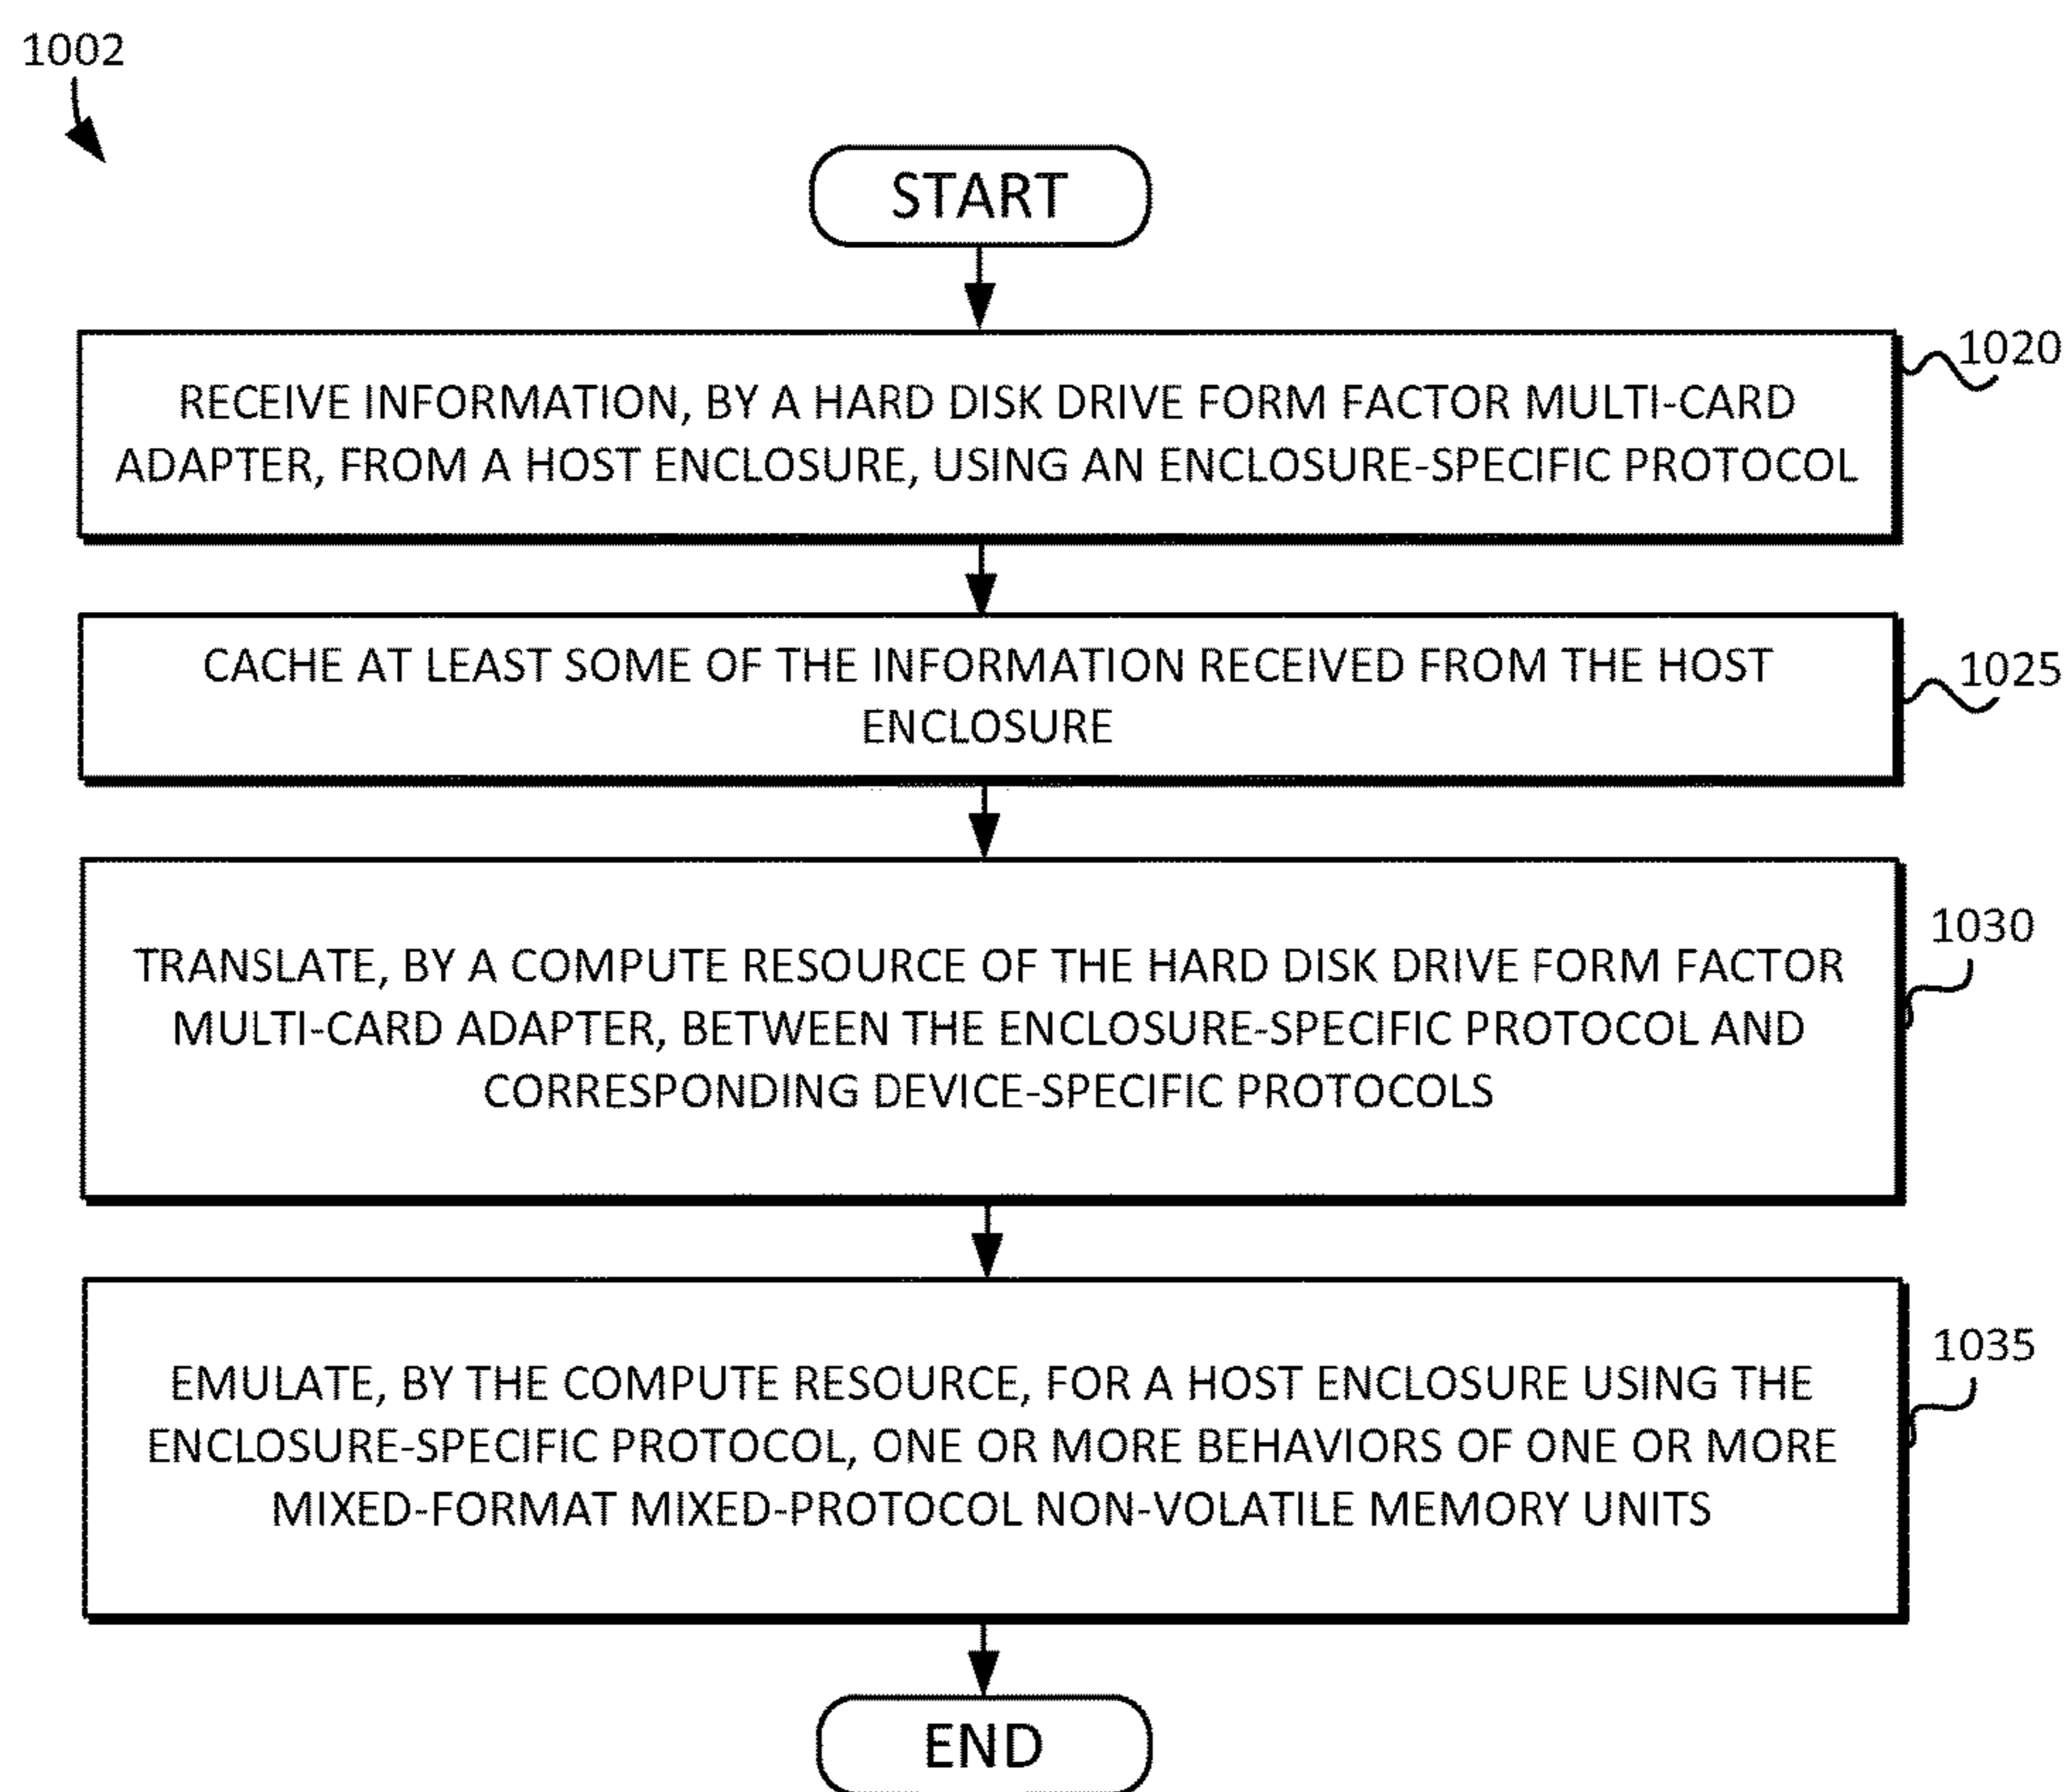 1002
START
RECEIVE INFORMATION, BY A HARD DISK DRIVE FORM FACTOR MULTI-CARD
ADAPTER, FROM A HOST ENCLOSURE, USING AN ENCLOSURE-SPECIFIC PROTOCOL
1020
CACHE AT LEAST SOME OF THE INFORMATION RECEIVED FROM THE HOST
ENCLOSURE
1025
TRANSLATE, BY A COMPUTE RESOURCE OF THE HARD DISK DRIVE FORM FACTOR
MULTI-CARD ADAPTER, BETWEEN THE ENCLOSURE-SPECIFIC PROTOCOL AND
CORRESPONDING DEVICE-SPECIFIC PROTOCOLS
1030
EMULATE, BY THE COMPUTE RESOURCE, FOR A HOST ENCLOSURE USING THE
ENCLOSURE-SPECIFIC PROTOCOL, ONE OR MORE BEHAVIORS OF ONE OR MORE
MIXED-FORMAT MIXED-PROTOCOL NON-VOLATILE MEMORY UNITS
1035
END